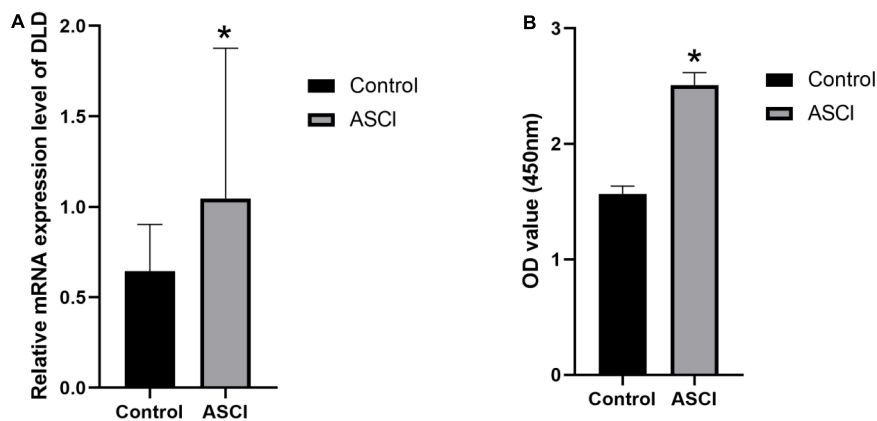 A
Relative mRNA expression level of DLD
2.0
1.5
1.0
0.5
0.0
*
Control
ASCI
Control
ASCI
B
OD value (450nm)
3
2
1
0
*
Control
ASCI
Control
ASCI